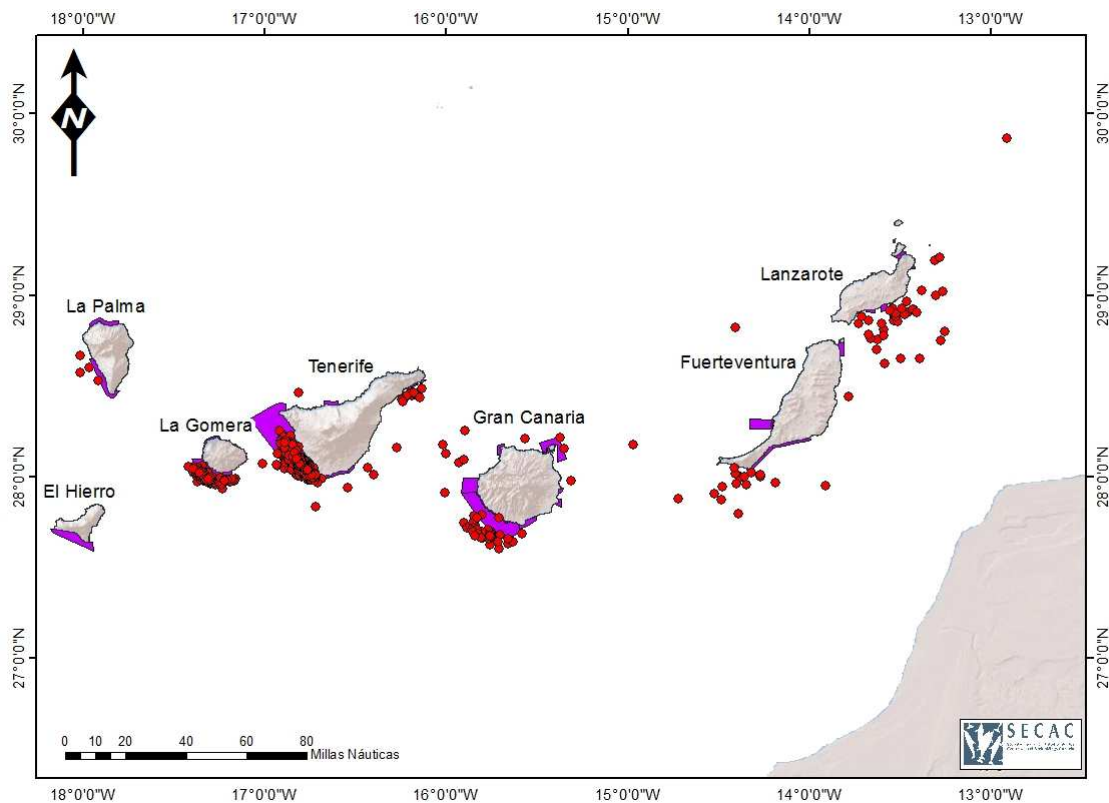 18°0'0"W 17°0'0"W 16°0'0"W 15°0'0"W 14°0'0"W 13°0'0"W
N
30°0'0"N
30°0'0"N
Lanzarote
29°0'0"N
29°0'0"N
La Palma
Tenerife
Fuerteventura
La Gomera
Gran Canaria
28°0'0"N
28°0'0"N
El Hierro
27°0'0"N
27°0'0"N
0 10 20 40 60 80
Millas Náuticas
SECAC
18°0'0"W 17°0'0"W 16°0'0"W 15°0'0"W 14°0'0"W 13°0'0"W